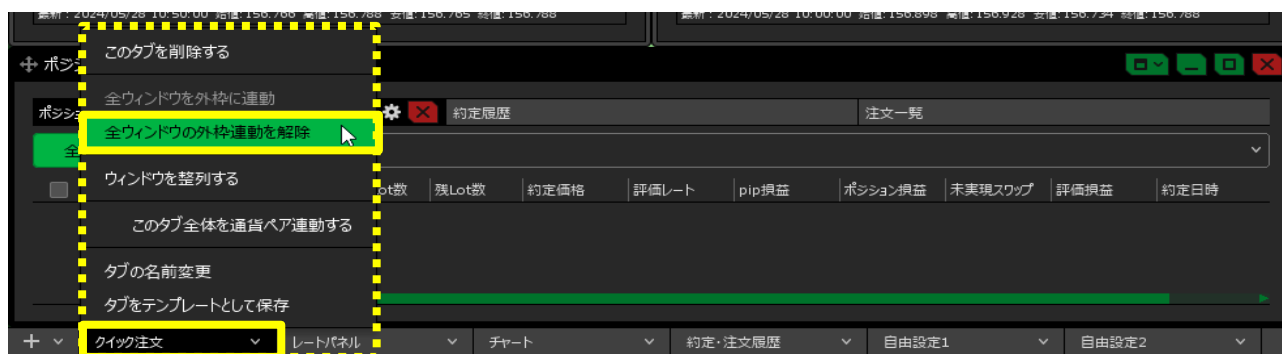 最新：2024/05/28 10:50:00 始値：156.766 高値：156.788 安値：156.765 終値：156.788
最新：2024/05/28 10:00:00 始値：156.898 高値：156.928 安値：156.734 終値：156.788
このタブを削除する
ポジ
全ウィンドウを外枠に連動
ポジショ
約定履歴
注文一覧
全ウィンドウの外枠連動を解除
全
ウィンドウを整列する
ot数
残Lot数
約定価格
評価レート
pip損益
ポジション損益
未実現スワップ
評価損益
約定日時
このタブ全体を通貨ペア連動する
タブの名前変更
タブをテンプレートとして保存
クイック注文
レートパネル
チャート
約定・注文履歴
自由設定1
自由設定2